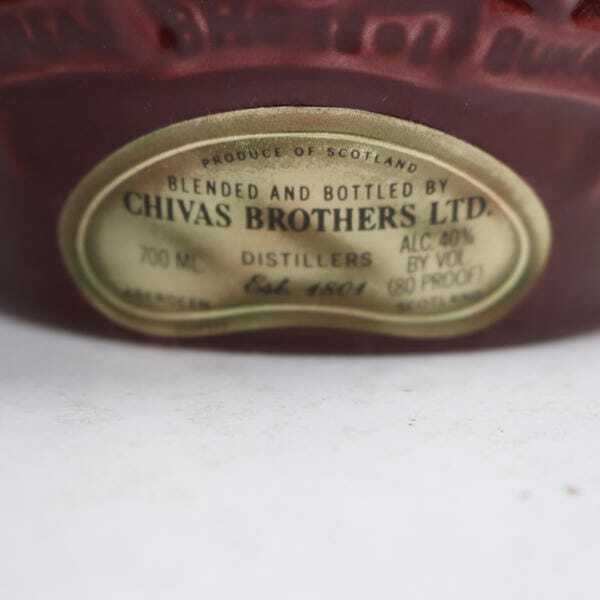 PRODUCE OF SCOTLAND
BLENDED AND BOTTLED BY
CHIVAS BROTHERS LTD.
700 ML
DISTILLERS
Est. 1801
ALC. 40%
BY VOL
(80 PROOF)
ABERDEEN
SCOTLAND